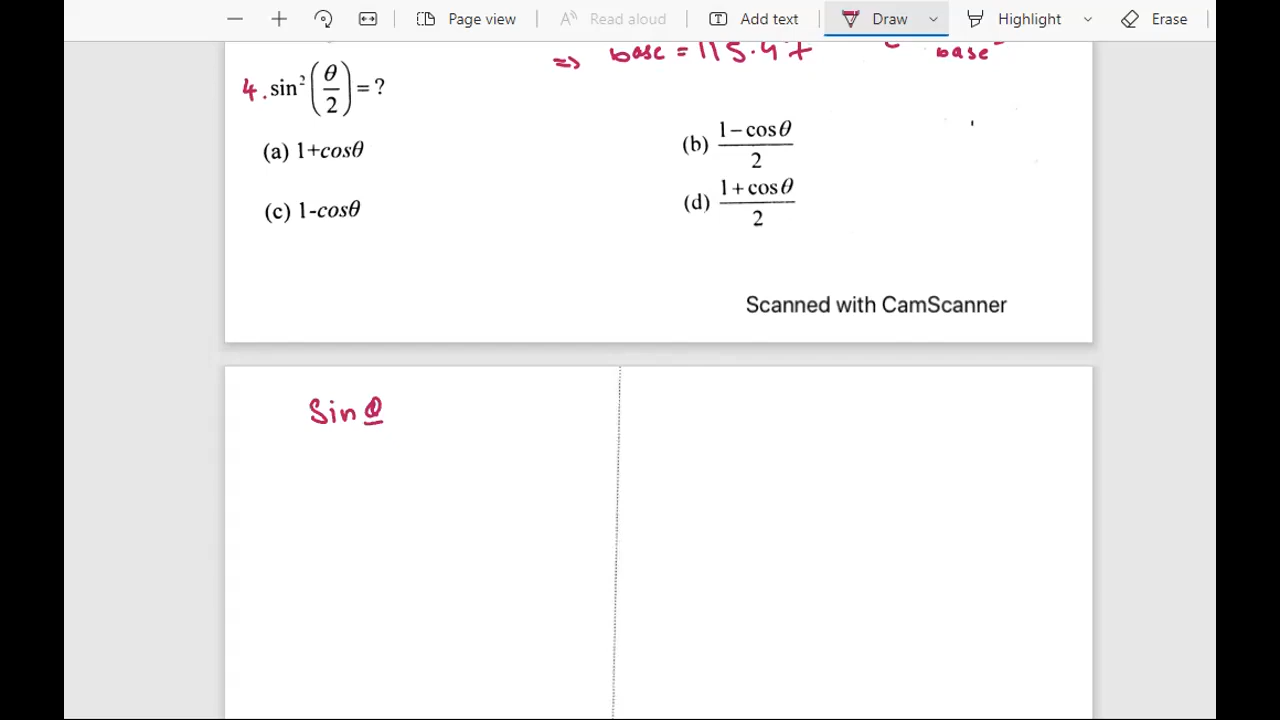 Page view Read aloud Add text Draw Highlight Erase
⇒ base = 115.47 base
4. sin² (θ/2) = ?
(a) 1+cosθ (b) (1−cosθ)/2
(c) 1-cosθ (d) (1+cosθ)/2
Scanned with CamScanner
Sin θ